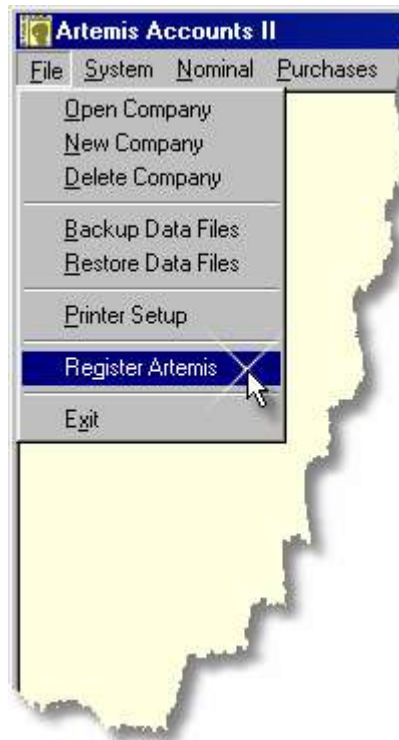 Artemis Accounts II
File System Nominal Purchases
Open Company
New Company
Delete Company
Backup Data Files
Restore Data Files
Printer Setup
Register Artemis
Exit